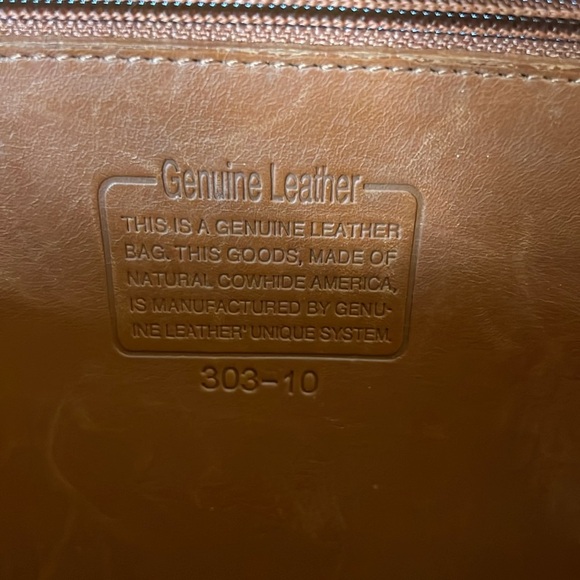 Genuine Leather
THIS IS A GENUINE LEATHER
BAG. THIS GOODS, MADE OF
NATURAL COWHIDE AMERICA,
IS MANUFACTURED BY GENU-
INE LEATHER' UNIQUE SYSTEM.
303-10